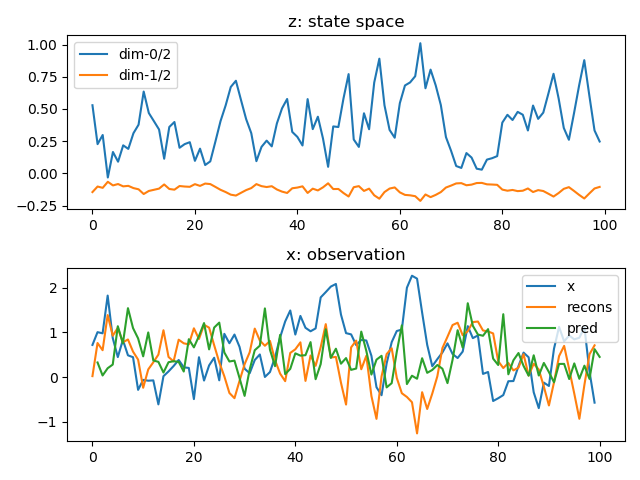 z: state space
1.00
0.75
0.50
0.25
0.00
−0.25
dim-0/2
dim-1/2
0 20 40 60 80 100
x: observation
2
1
0
−1
x
recons
pred
0 20 40 60 80 100